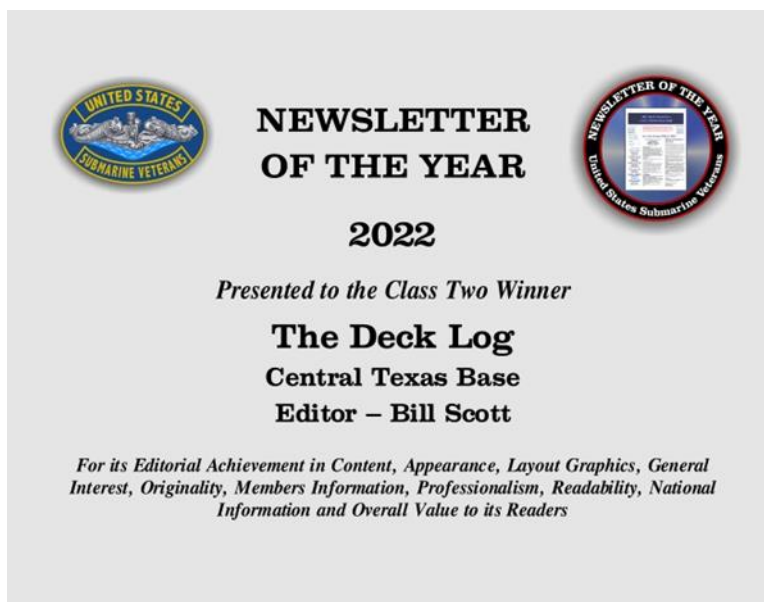 UNITED STATES
SUBMARINE VETERANS
NEWSLETTER
OF THE YEAR
NEWSLETTER OF THE YEAR
United States Submarine Veterans
2022
Presented to the Class Two Winner
The Deck Log
Central Texas Base
Editor – Bill Scott
For its Editorial Achievement in Content, Appearance, Layout Graphics, General
Interest, Originality, Members Information, Professionalism, Readability, National
Information and Overall Value to its Readers